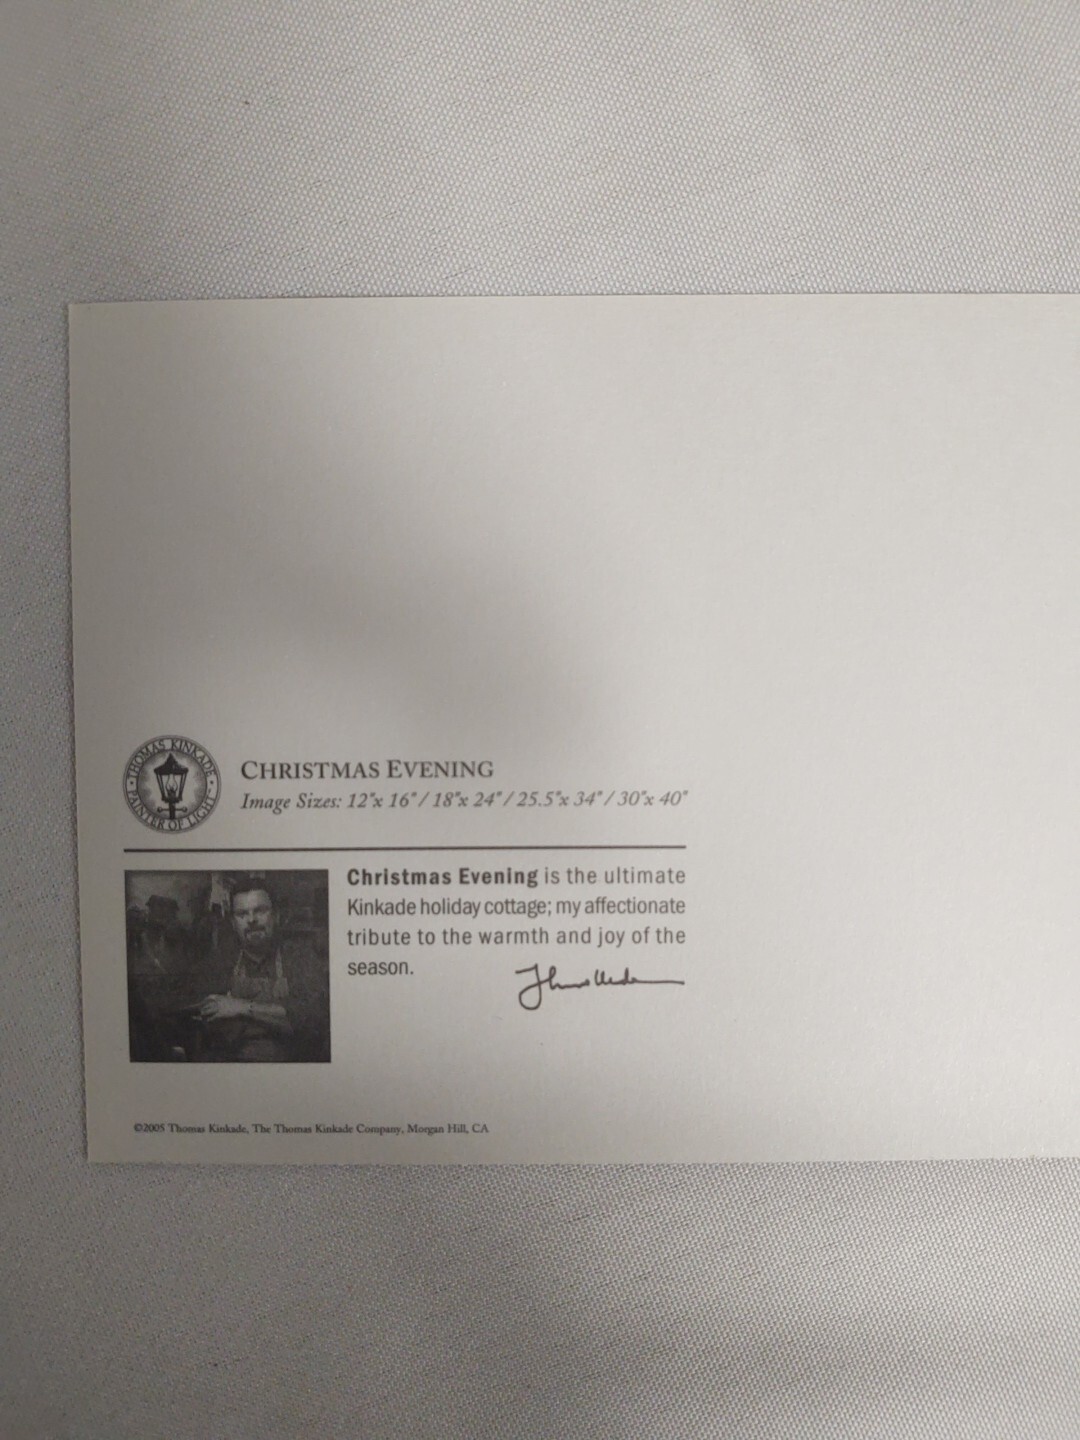 THOMAS KINKADE
PAINTER OF LIGHT
CHRISTMAS EVENING
Image Sizes: 12"x 16" / 18"x 24" / 25.5"x 34" / 30"x 40"
Christmas Evening is the ultimate
Kinkade holiday cottage; my affectionate
tribute to the warmth and joy of the
season.
©2005 Thomas Kinkade, The Thomas Kinkade Company, Morgan Hill, CA